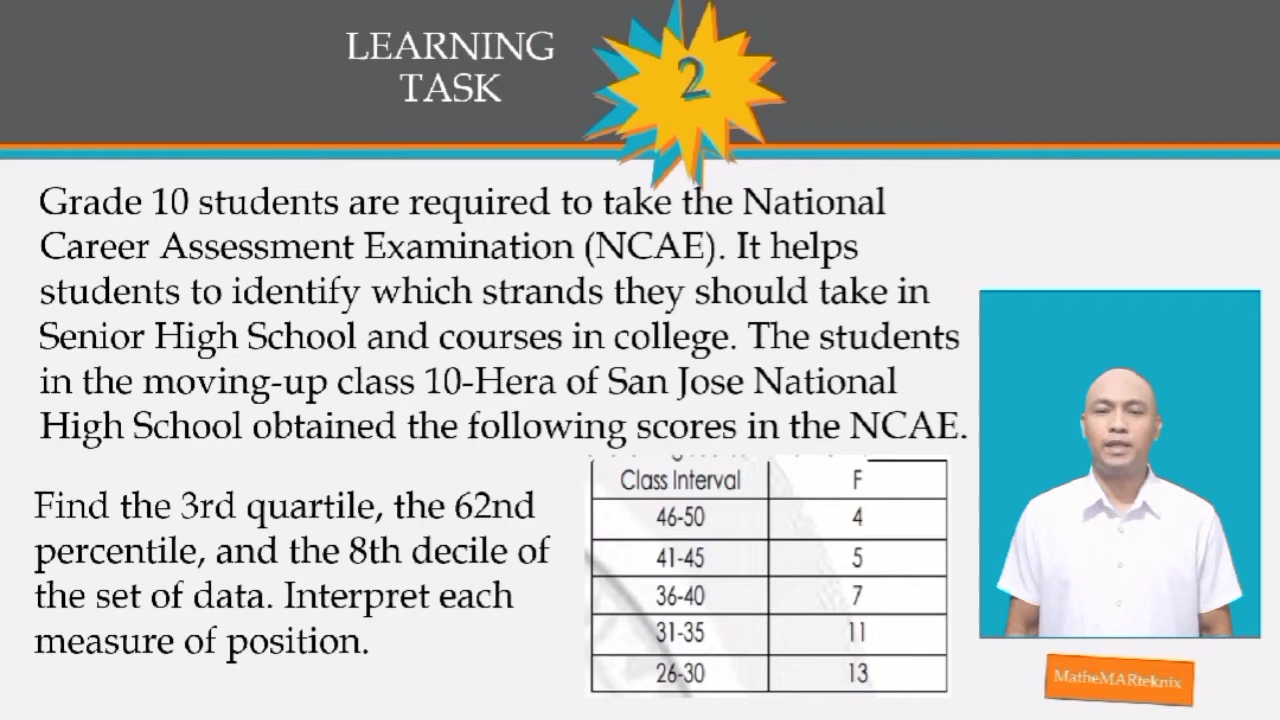 LEARNING
TASK
2
Grade 10 students are required to take the National
Career Assessment Examination (NCAE). It helps
students to identify which strands they should take in
Senior High School and courses in college. The students
in the moving-up class 10-Hera of San Jose National
High School obtained the following scores in the NCAE.
Find the 3rd quartile, the 62nd
percentile, and the 8th decile of
the set of data. Interpret each
measure of position.
Class Interval F
46-50 4
41-45 5
36-40 7
31-35 11
26-30 13
MatheMARteknix